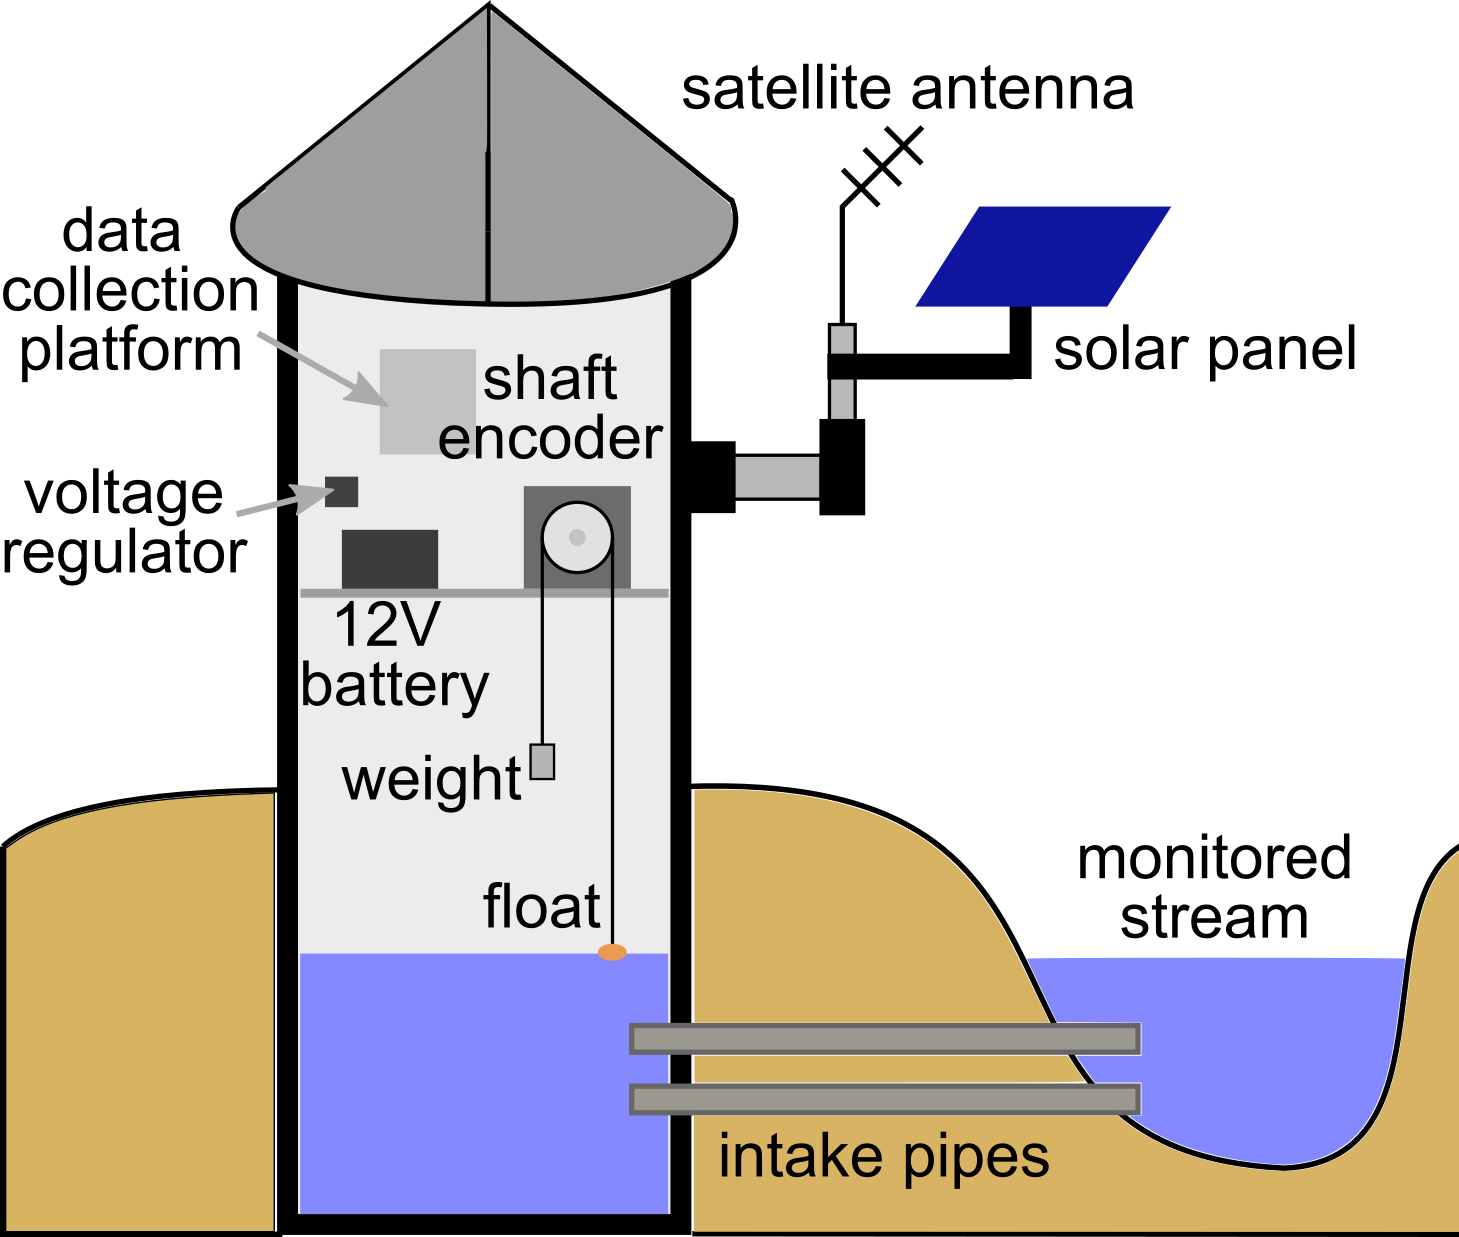 satellite antenna
data
collection
platform
solar panel
shaft
encoder
voltage
regulator
12V
battery
weight
float
monitored
stream
intake pipes